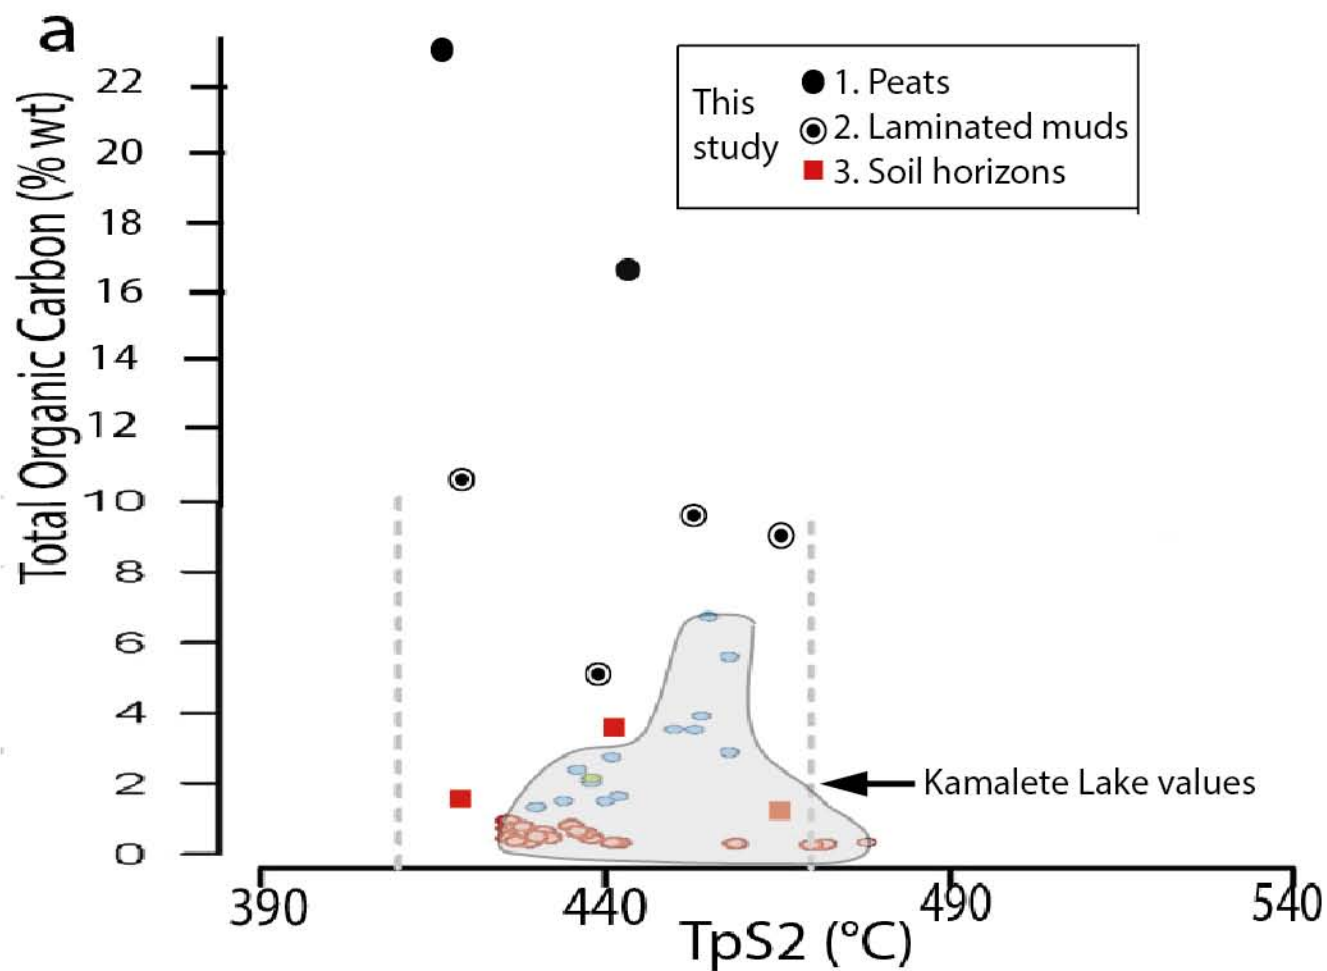 a
Total Organic Carbon (% wt)
22
20
18
16
14
12
10
8
6
4
2
0
This
study
1. Peats
2. Laminated muds
3. Soil horizons
Kamalete Lake values
390
440
490
540
TpS2 (°C)